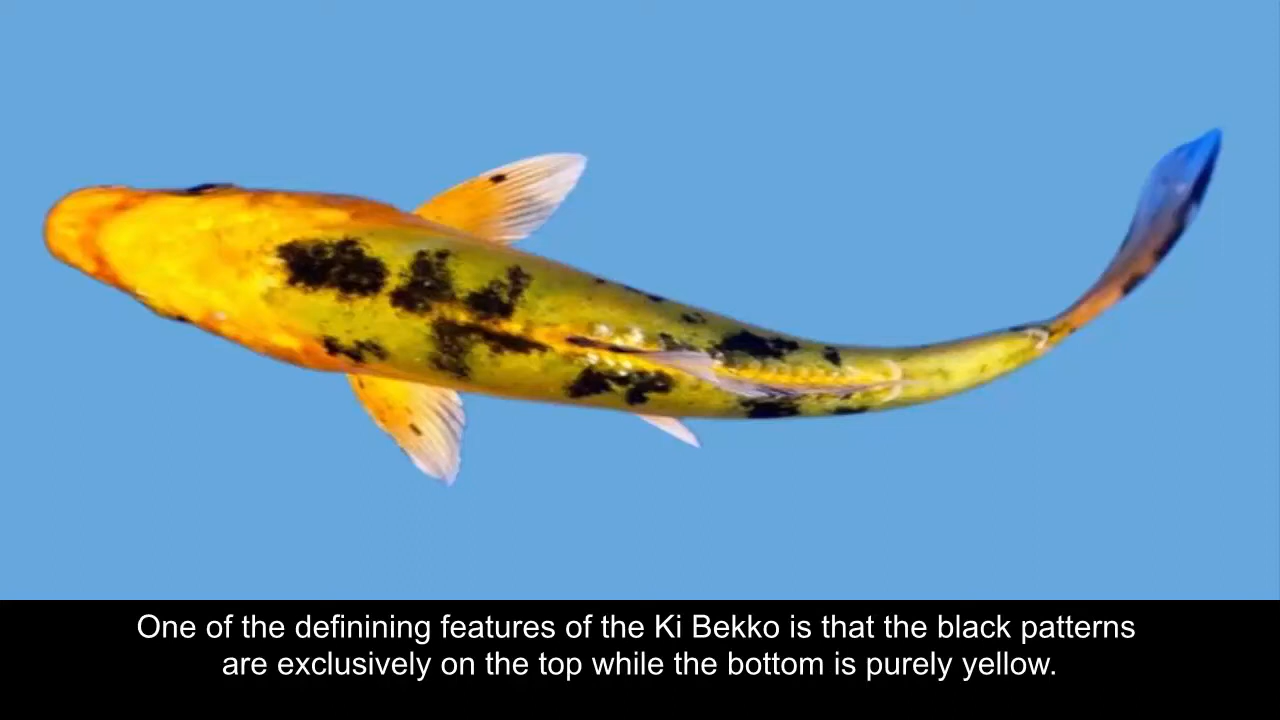 One of the definining features of the Ki Bekko is that the black patterns
are exclusively on the top while the bottom is purely yellow.